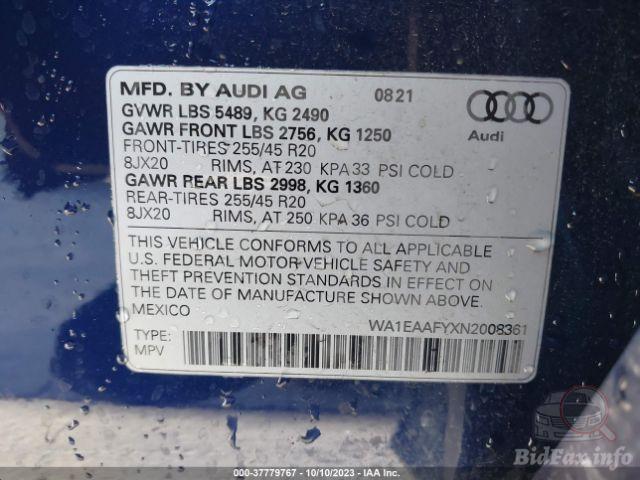 MFD. BY AUDI AG 0821
GVWR LBS 5489, KG 2490
GAWR FRONT LBS 2756, KG 1250
FRONT-TIRES 255/45 R20
8JX20 RIMS, AT 230 KPA 33 PSI COLD
GAWR REAR LBS 2998, KG 1360
REAR-TIRES 255/45 R20
8JX20 RIMS, AT 250 KPA 36 PSI COLD
Audi
THIS VEHICLE CONFORMS TO ALL APPLICABLE
U.S. FEDERAL MOTOR VEHICLE SAFETY AND
THEFT PREVENTION STANDARDS IN EFFECT ON
THE DATE OF MANUFACTURE SHOWN ABOVE.
MEXICO
WA1EAAFYXN2008361
TYPE:
MPV
BidFax.info
000-37779767 - 10/10/2023 - IAA Inc.